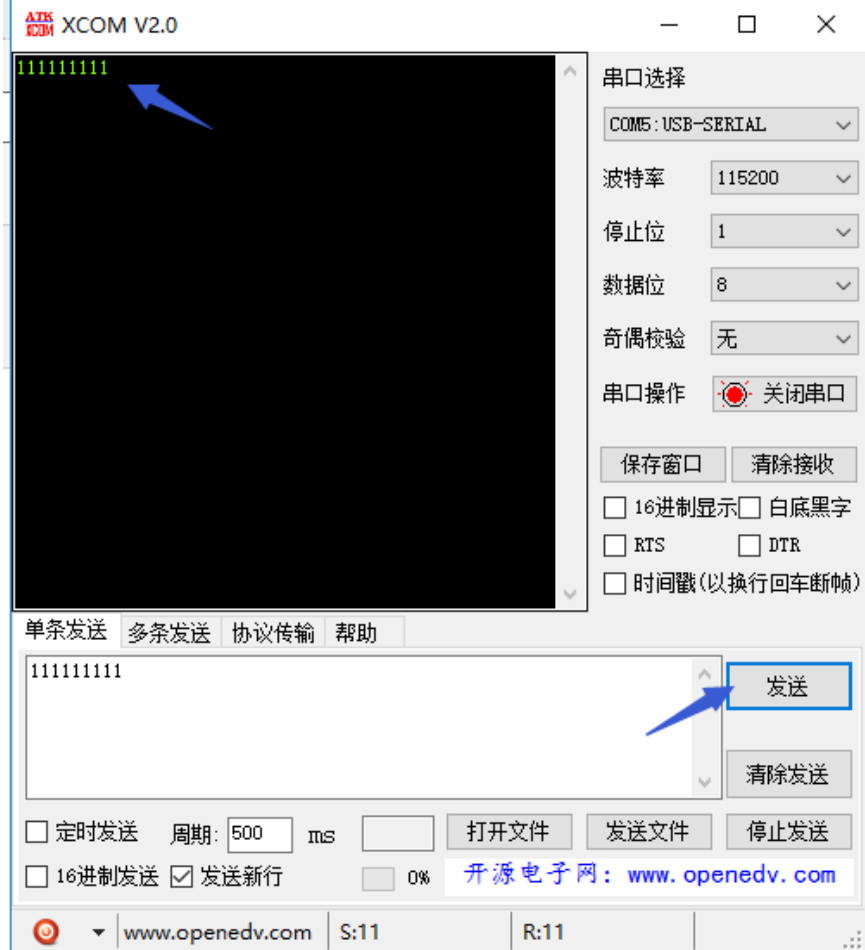 ATK XCOM XCOM V2.0
111111111
串口选择
COM5:USB-SERIAL
波特率 115200
停止位 1
数据位 8
奇偶校验 无
串口操作 关闭串口
保存窗口 清除接收
16进制显示 白底黑字
RTS DTR
时间戳(以换行回车断帧)
单条发送 多条发送 协议传输 帮助
111111111
发送
清除发送
定时发送 周期: 500 ms 打开文件 发送文件 停止发送
16进制发送 发送新行 0% 开源电子网: www.openedv.com
www.openedv.com S:11 R:11